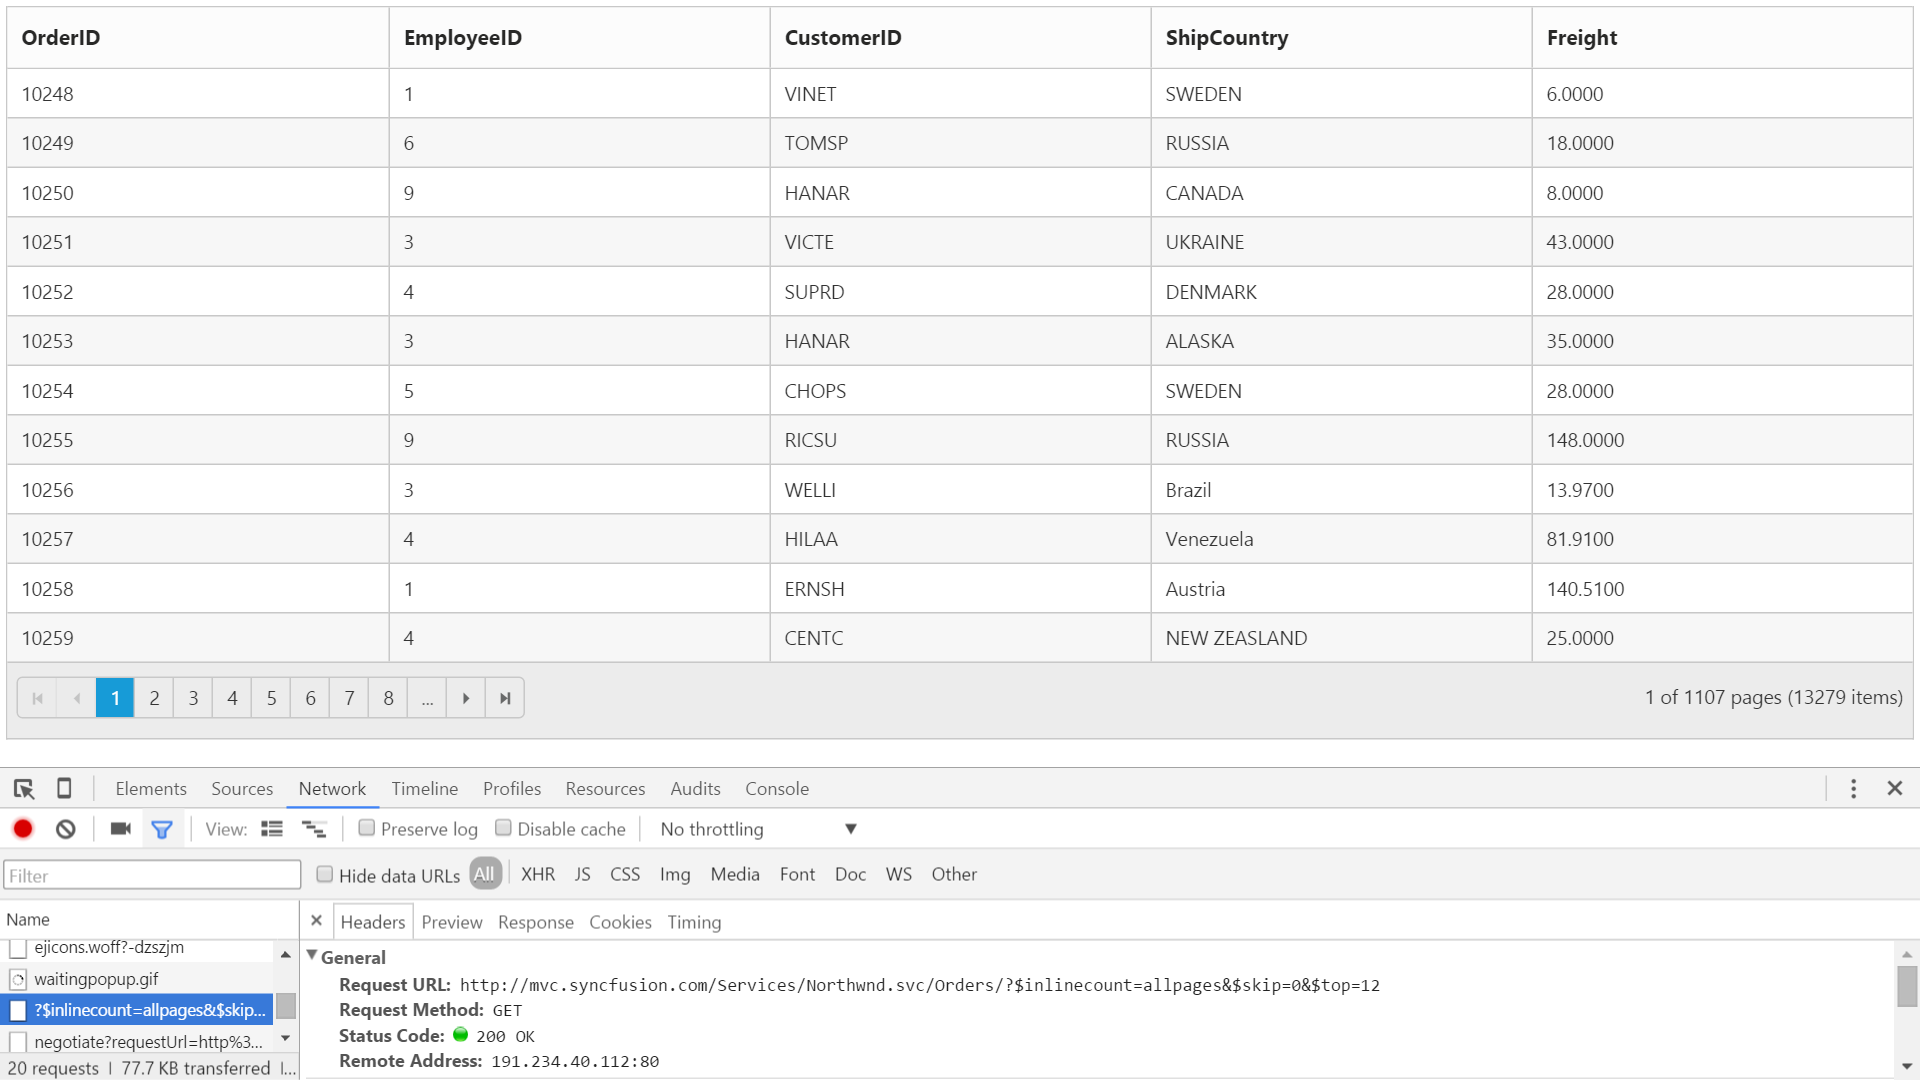 OrderID EmployeeID CustomerID ShipCountry Freight
10248 1 VINET SWEDEN 6.0000
10249 6 TOMSP RUSSIA 18.0000
10250 9 HANAR CANADA 8.0000
10251 3 VICTE UKRAINE 43.0000
10252 4 SUPRD DENMARK 28.0000
10253 3 HANAR ALASKA 35.0000
10254 5 CHOPS SWEDEN 28.0000
10255 9 RICSU RUSSIA 148.0000
10256 3 WELLI Brazil 13.9700
10257 4 HILAA Venezuela 81.9100
10258 1 ERNSH Austria 140.5100
10259 4 CENTC NEW ZEASLAND 25.0000
1 2 3 4 5 6 7 8 ... 1 of 1107 pages (13279 items)
Elements Sources Network Timeline Profiles Resources Audits Console
View: Preserve log Disable cache No throttling
Filter Hide data URLs All XHR JS CSS Img Media Font Doc WS Other
Name
ejicons.woff?-dzszjm
waitingpopup.gif
?$inlinecount=allpages&$skip...
negotiate?requestUrl=http%3...
20 requests | 77.7 KB transferred |...
Headers Preview Response Cookies Timing
General
Request URL: http://mvc.syncfusion.com/Services/Northwnd.svc/Orders/?$inlinecount=allpages&$skip=0&$top=12
Request Method: GET
Status Code: 200 OK
Remote Address: 191.234.40.112:80